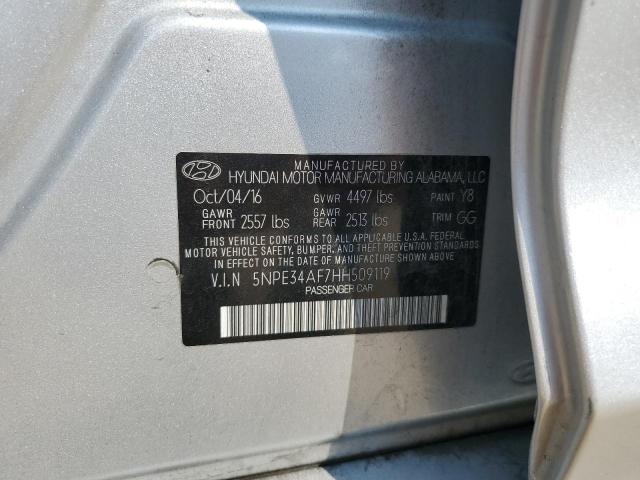 MANUFACTURED BY
HYUNDAI MOTOR MANUFACTURING ALABAMA, LLC
Oct/04/16 GVWR 4497 lbs PAINT Y8
GAWR FRONT 2557 lbs GAWR REAR 2513 lbs TRIM GG
THIS VEHICLE CONFORMS TO ALL APPLICABLE U.S.A. FEDERAL
MOTOR VEHICLE SAFETY, BUMPER, AND THEFT PREVENTION STANDARDS
IN EFFECT ON THE DATE OF MANUFACTURE SHOWN ABOVE.
V.I.N 5NPE34AF7HH509119
PASSENGER CAR